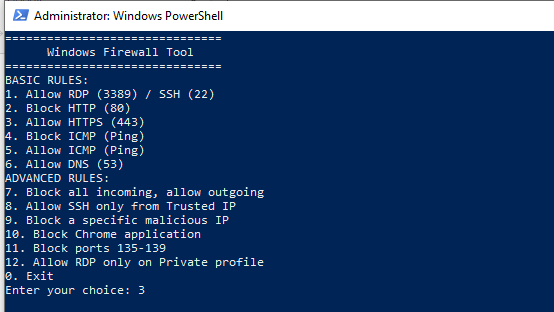 Administrator: Windows PowerShell
===============================
Windows Firewall Tool
===============================
BASIC RULES:
1. Allow RDP (3389) / SSH (22)
2. Block HTTP (80)
3. Allow HTTPS (443)
4. Block ICMP (Ping)
5. Allow ICMP (Ping)
6. Allow DNS (53)
ADVANCED RULES:
7. Block all incoming, allow outgoing
8. Allow SSH only from Trusted IP
9. Block a specific malicious IP
10. Block Chrome application
11. Block ports 135-139
12. Allow RDP only on Private profile
0. Exit
Enter your choice: 3